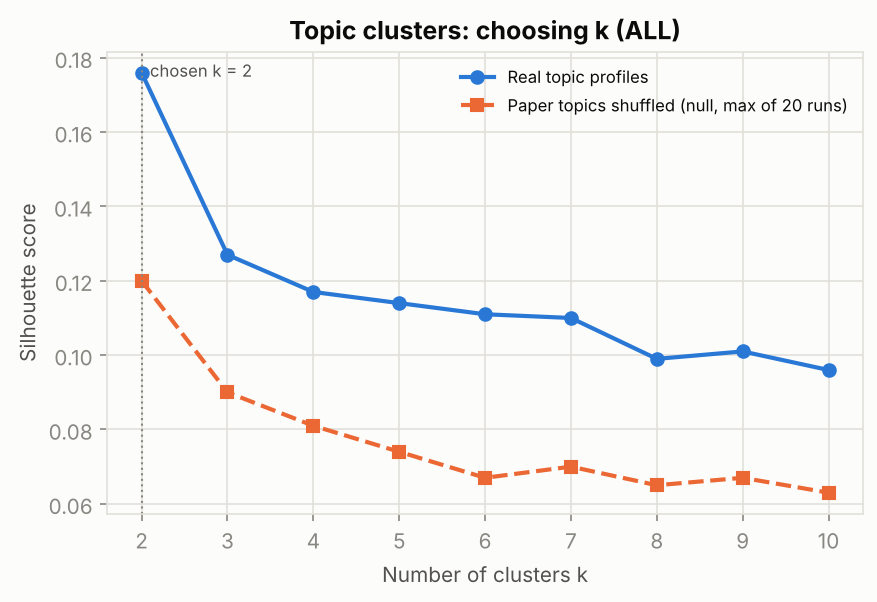 Topic clusters: choosing k (ALL)
Silhouette score
0.18
0.16
0.14
0.12
0.10
0.08
0.06
chosen k = 2
Real topic profiles
Paper topics shuffled (null, max of 20 runs)
2 3 4 5 6 7 8 9 10
Number of clusters k